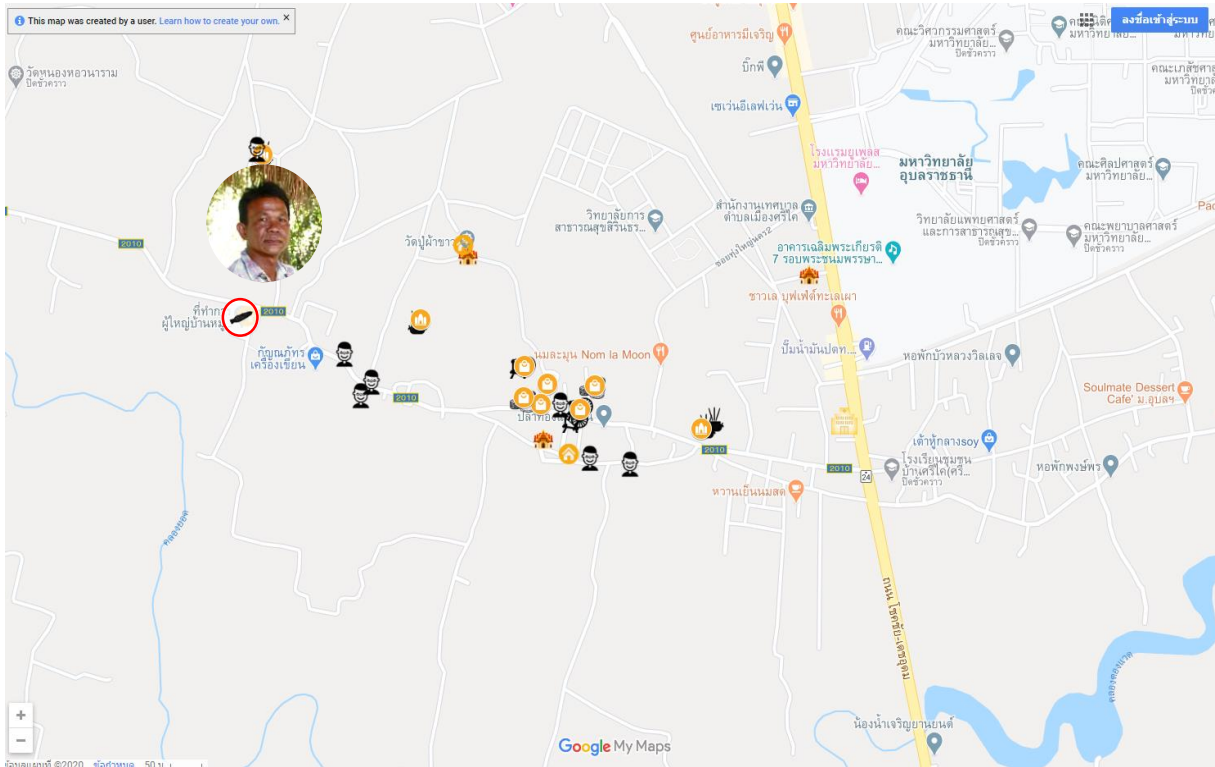 This map was created by a user. Learn how to create your own.
ลงชื่อเข้าสู่ระบบ
ศูนย์อาหารมีเจริญ
คณะวิศวกรรมศาสตร์
มหาวิทยาลัย...
ปิดชั่วคราว
บิ๊กพี
วัดหนองหอวนาราม
ปิดชั่วคราว
เซเว่นอีเลฟเว่น
โรงแรมยูเพลส
มหาวิทยาลัย...
มหาวิทยาลัย
อุบลราชธานี
คณะศิลปศาสตร์
มหาวิทยาลัย...
วิทยาลัยการ
สาธารณสุขสิรินธร...
สำนักงานเทศบาล
ตำบลเมืองศรีไค
วิทยาลัยแพทยศาสตร์
และการสาธารณสุข...
ปิดชั่วคราว
คณะพยาบาลศาสตร์
มหาวิทยาลัย...
ปิดชั่วคราว
2010
วัดปู่ผ้าขาว
อาคารเฉลิมพระเกียรติ
7 รอบพระชนมพรรษา...
ชาวเล บุฟเฟ่ต์ทะเลเผา
ที่ทำกา
ผู้ใหญ่บ้านหมู่
2010
กัญณภัทร
เครื่องเขียน
นมละมุน Nom la Moon
ปั๊มน้ำมันปตท....
หอพักบัวหลวงวิลเลจ
Soulmate Dessert
Cafe' ม.อุบลฯ
2010
เต้าหู้กลางsoy
2010
2010
24
โรงเรียนชุมชน
บ้านศรีไค(ศรี...
ปิดชั่วคราว
หอพักพงษ์พร
หวานเย็นนมสด
คลองยอด
ถนน โชคชัย-เดชอุดม
น้องน้ำเจริญยานยนต์
Google My Maps
ข้อมูลแผนที่ ©2020
ข้อกำหนด